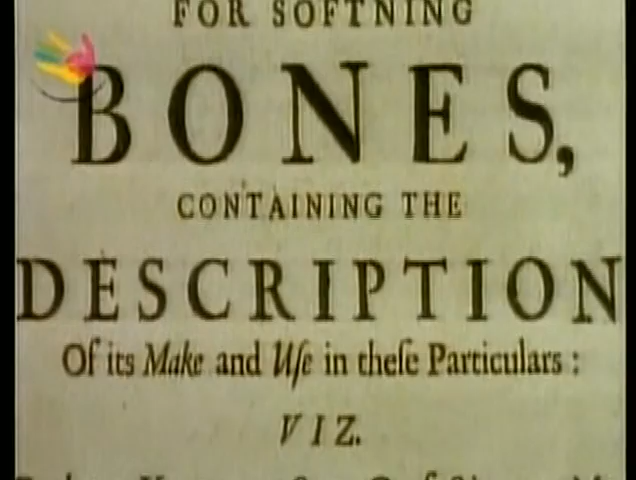 FOR SOFTNING
BONES,
CONTAINING THE
DESCRIPTION
Of its Make and Uſe in theſe Particulars :
VIZ.